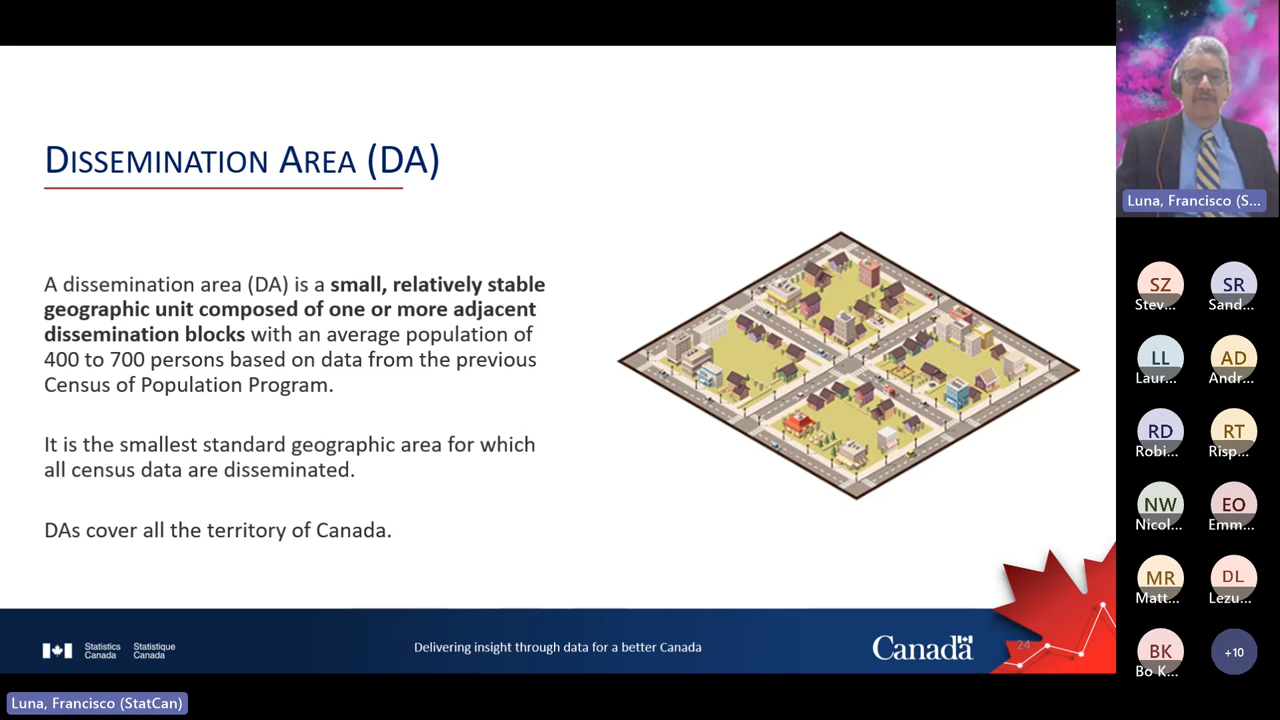 DISSEMINATION AREA (DA)
A dissemination area (DA) is a small, relatively stable
geographic unit composed of one or more adjacent
dissemination blocks with an average population of
400 to 700 persons based on data from the previous
Census of Population Program.
It is the smallest standard geographic area for which
all census data are disseminated.
DAs cover all the territory of Canada.
Statistics
Canada
Statistique
Canada
Delivering insight through data for a better Canada
Canada
24
Luna, Francisco (StatCan)
Luna, Francisco (S...
SZ
Stev...
SR
Sand...
LL
Laur...
AD
Andr...
RD
Robi...
RT
Risp...
NW
Nicol...
EO
Emm...
MR
Matt...
DL
Lezu...
BK
Bo K...
+10